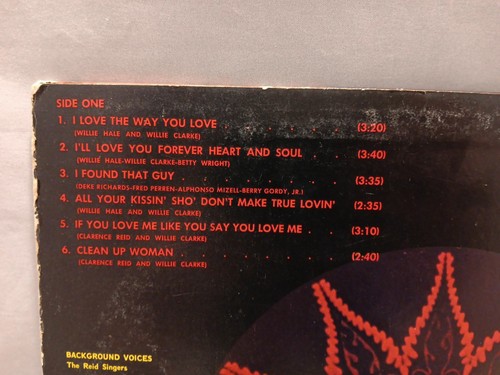 SIDE ONE
1. I LOVE THE WAY YOU LOVE . . . . . . (3:20)
(WILLIE HALE AND WILLIE CLARKE)
2. I'LL LOVE YOU FOREVER HEART AND SOUL . . . (3:40)
(WILLIE HALE-WILLIE CLARKE-BETTY WRIGHT)
3. I FOUND THAT GUY . . . . . . . . (3:35)
(DEKE RICHARDS-FRED PERREN-ALPHONSO MIZELL-BERRY GORDY, JR.)
4. ALL YOUR KISSIN' SHO' DON'T MAKE TRUE LOVIN' (2:35)
(WILLIE HALE AND WILLIE CLARKE)
5. IF YOU LOVE ME LIKE YOU SAY YOU LOVE ME . . . (3:10)
(CLARENCE REID AND WILLIE CLARKE)
6. CLEAN UP WOMAN . . . . . . . . (2:40)
(CLARENCE REID AND WILLIE CLARKE)
BACKGROUND VOICES
The Reid Singers